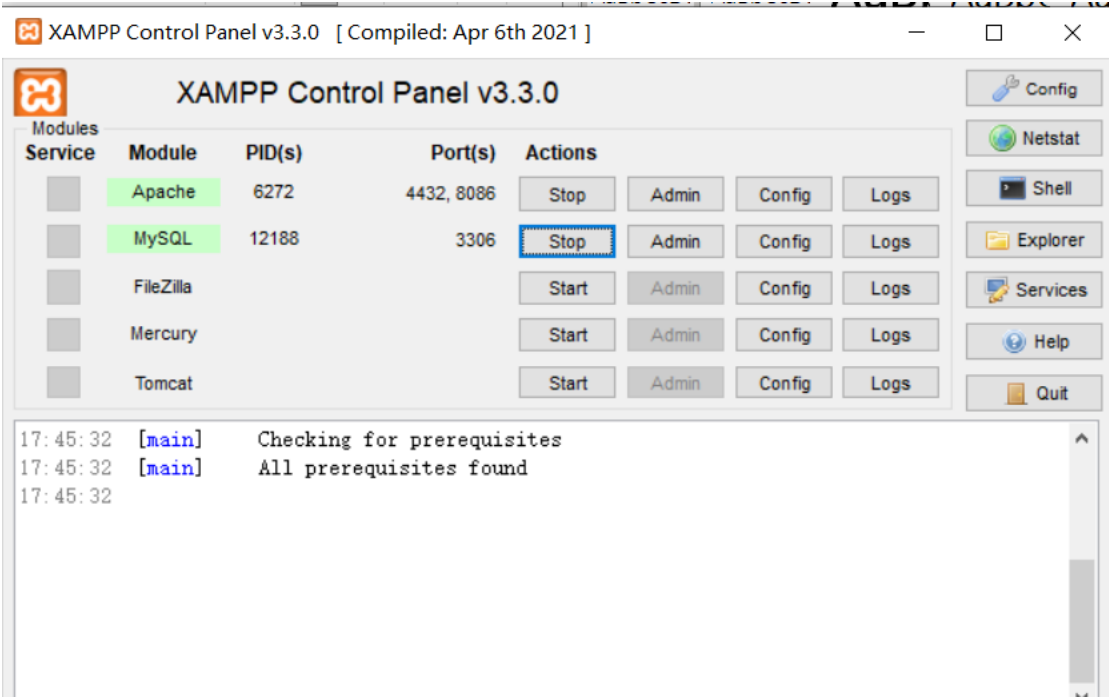 XAMPP Control Panel v3.3.0 [ Compiled: Apr 6th 2021 ]
XAMPP Control Panel v3.3.0
Config
Modules
Service Module PID(s) Port(s) Actions
Netstat
Apache 6272 4432, 8086 Stop Admin Config Logs
Shell
MySQL 12188 3306 Stop Admin Config Logs
Explorer
FileZilla Start Admin Config Logs
Services
Mercury Start Admin Config Logs
Help
Tomcat Start Admin Config Logs
Quit
17:45:32 [main] Checking for prerequisites
17:45:32 [main] All prerequisites found
17:45:32